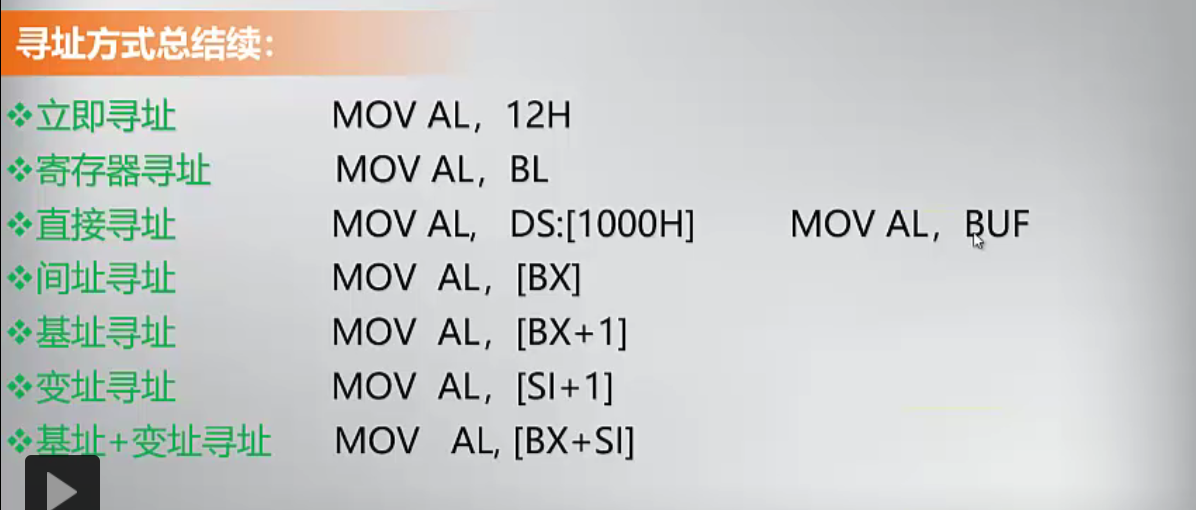 寻址方式总结续：
❖立即寻址 MOV AL，12H
❖寄存器寻址 MOV AL，BL
❖直接寻址 MOV AL， DS:[1000H] MOV AL，BUF
❖间址寻址 MOV AL，[BX]
❖基址寻址 MOV AL，[BX+1]
❖变址寻址 MOV AL，[SI+1]
❖基址+变址寻址 MOV AL, [BX+SI]